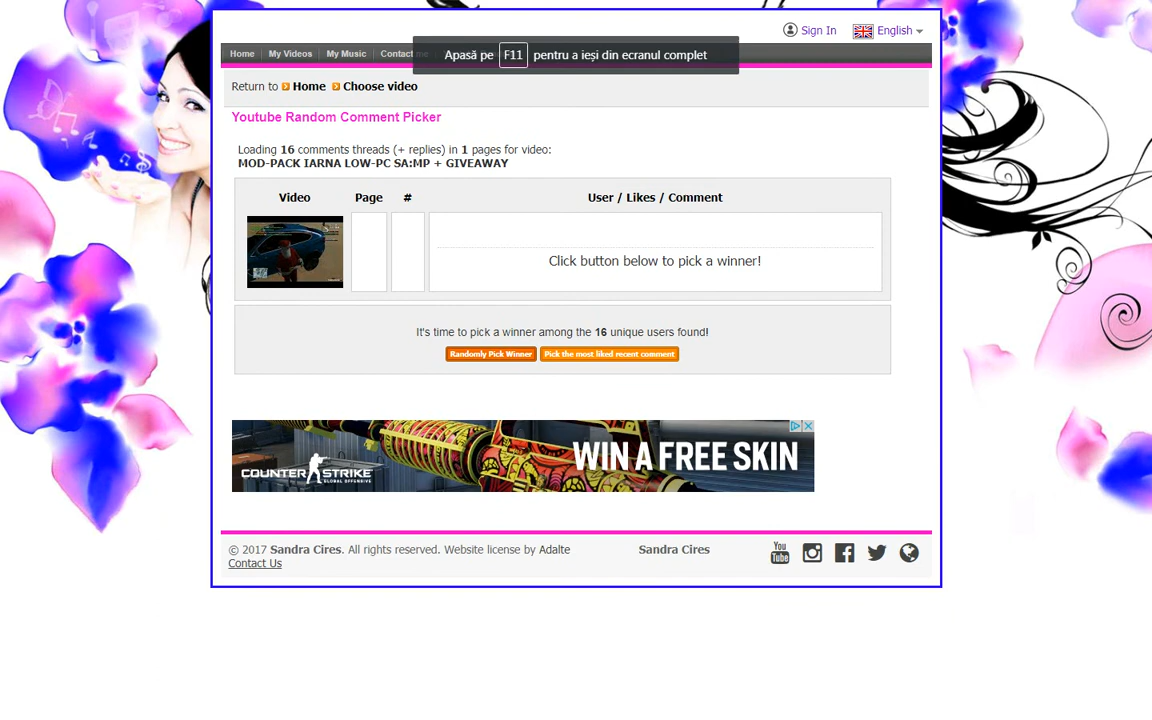 Sign In
English
Home
My Videos
My Music
Contact me
Apasă pe F11 pentru a ieși din ecranul complet
Return to Home Choose video
Youtube Random Comment Picker
Loading 16 comments threads (+ replies) in 1 pages for video:
MOD-PACK IARNA LOW-PC SA:MP + GIVEAWAY
Video Page # User / Likes / Comment
Click button below to pick a winner!
It's time to pick a winner among the 16 unique users found!
Randomly Pick Winner Pick the most liked recent comment
COUNTER STRIKE
GLOBAL OFFENSIVE
WIN A FREE SKIN
© 2017 Sandra Cires. All rights reserved. Website license by Adalte
Contact Us
Sandra Cires
You
Tube